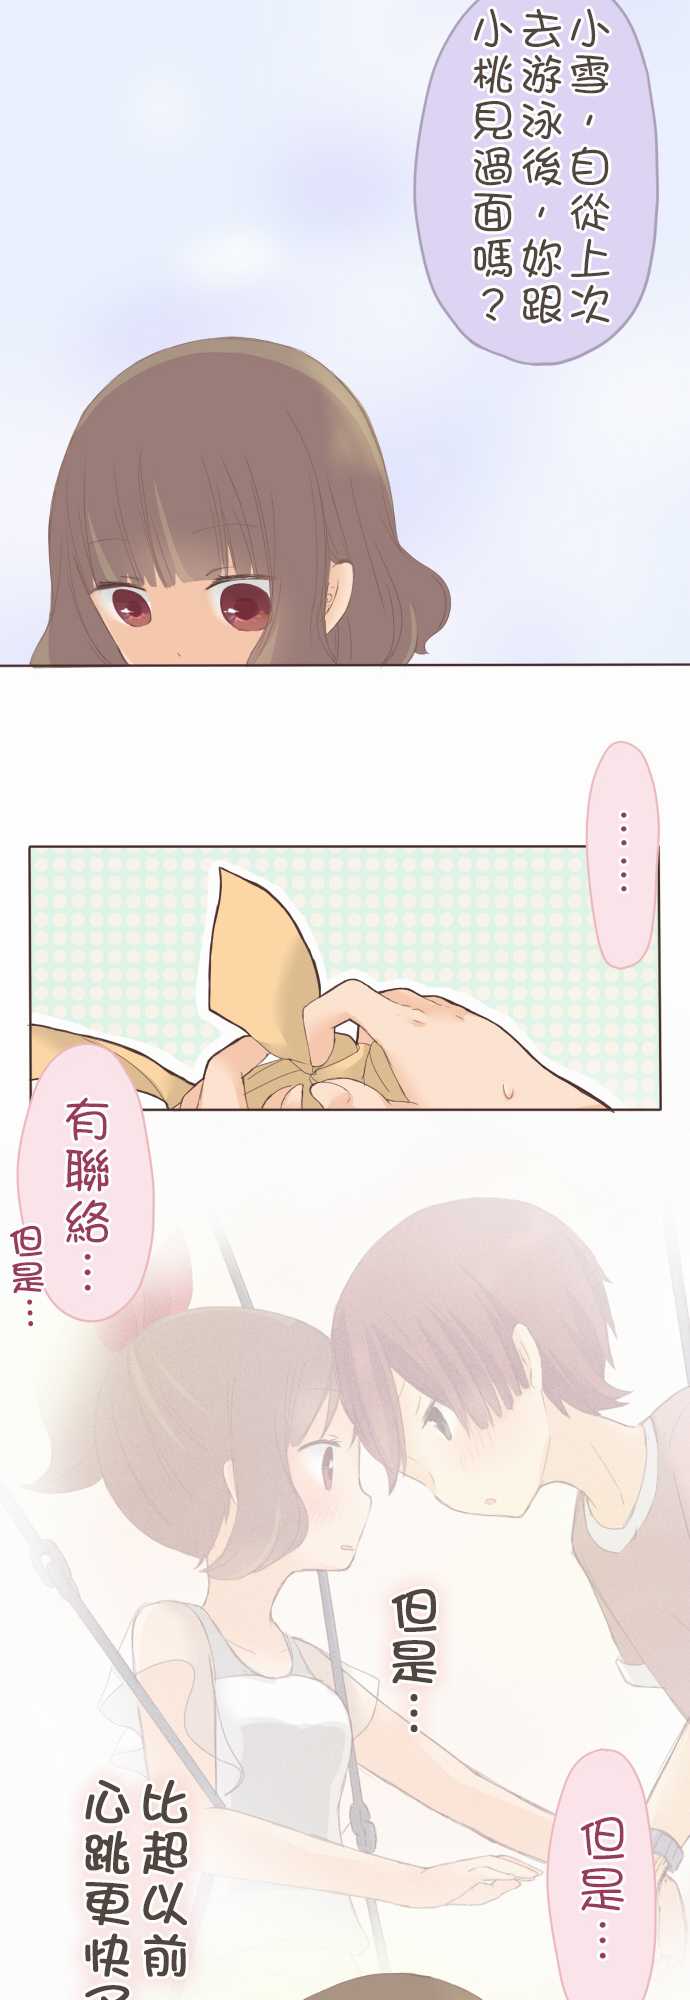 小雪，自從上次
去游泳後，妳跟
小桃見過面嗎？
……
有聯絡…
但是…
但是…
但是…
比起以前
心跳更快